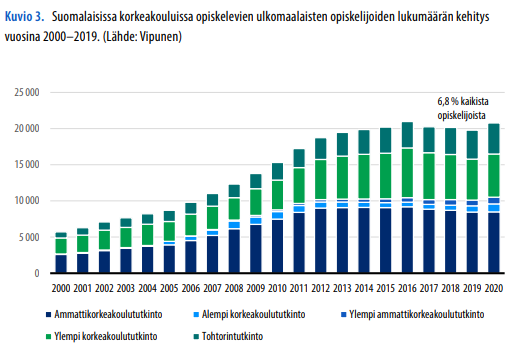 Kuvio 3. Suomalaisissa korkeakouluissa opiskelevien ulkomaalaisten opiskelijoiden lukumäärän kehitys
vuosina 2000–2019. (Lähde: Vipunen)
6,8 % kaikista
opiskelijoista
25 000
20 000
15 000
10 000
5 000
0
2000 2001 2002 2003 2004 2005 2006 2007 2008 2009 2010 2011 2012 2013 2014 2015 2016 2017 2018 2019 2020
Ammattikorkeakoulututkinto Alempi korkeakoulututkinto Ylempi ammattikorkeakoulututkinto
Ylempi korkeakoulututkinto Tohtorintutkinto